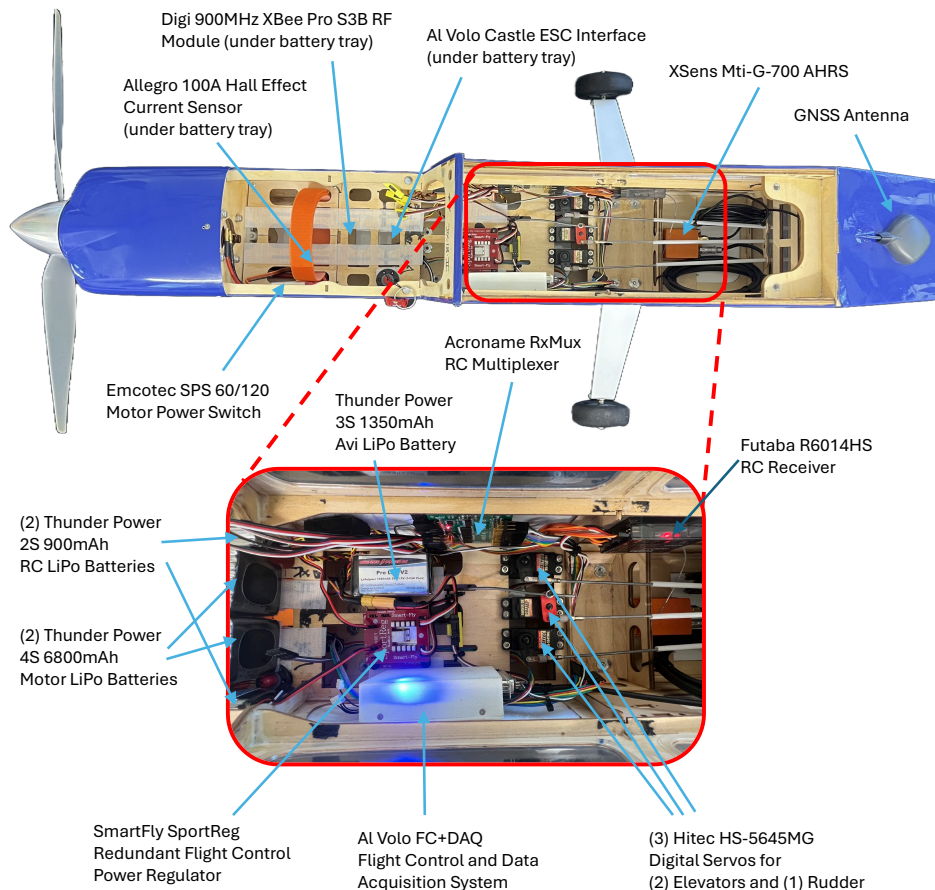 Digi 900MHz XBee Pro S3B RF
Module (under battery tray)
Al Volo Castle ESC Interface
(under battery tray)
Allegro 100A Hall Effect
Current Sensor
(under battery tray)
XSens Mti-G-700 AHRS
GNSS Antenna
Emcotec SPS 60/120
Motor Power Switch
Acroname RxMux
RC Multiplexer
Thunder Power
3S 1350mAh
Avi LiPo Battery
Futaba R6014HS
RC Receiver
(2) Thunder Power
2S 900mAh
RC LiPo Batteries
(2) Thunder Power
4S 6800mAh
Motor LiPo Batteries
Smart-Fly
Smart-Fly
SmartFly SportReg
Redundant Flight Control
Power Regulator
Al Volo FC+DAQ
Flight Control and Data
Acquisition System
(3) Hitec HS-5645MG
Digital Servos for
(2) Elevators and (1) Rudder